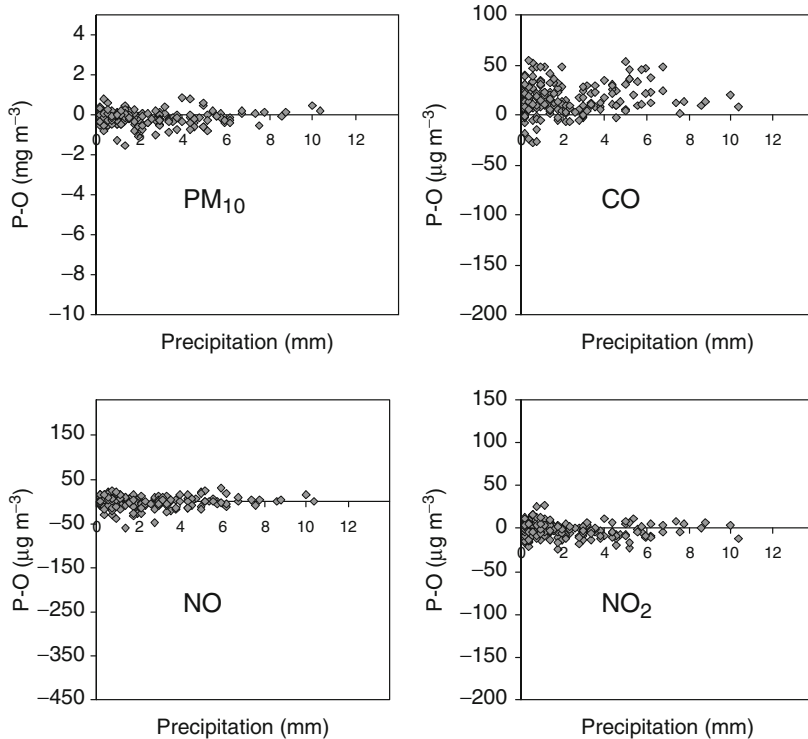 4
2
0
−2
−4
−6
−8
−10
0 2 4 6 8 10 12
P-O (mg m⁻³)
PM₁₀
Precipitation (mm)
100
50
0
−50
−100
−150
−200
0 2 4 6 8 10 12
P-O (µg m⁻³)
CO
Precipitation (mm)
150
50
−50
−150
−250
−350
−450
0 2 4 6 8 10 12
P-O (µg m⁻³)
NO
Precipitation (mm)
150
100
50
0
−50
−100
−150
−200
0 2 4 6 8 10 12
P-O (µg m⁻³)
NO₂
Precipitation (mm)